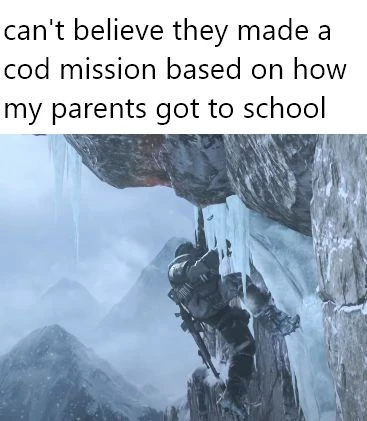 can't believe they made a
cod mission based on how
my parents got to school